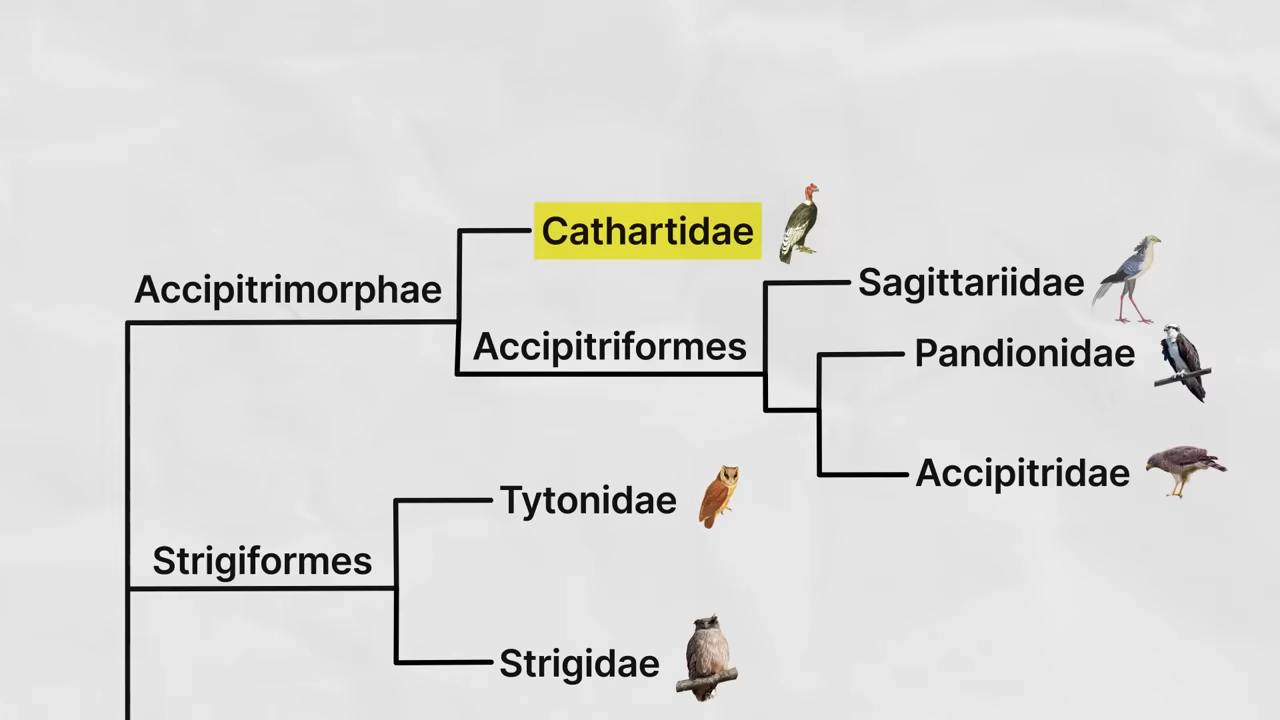 Cathartidae
Accipitrimorphae
Sagittariidae
Accipitriformes
Pandionidae
Accipitridae
Tytonidae
Strigiformes
Strigidae